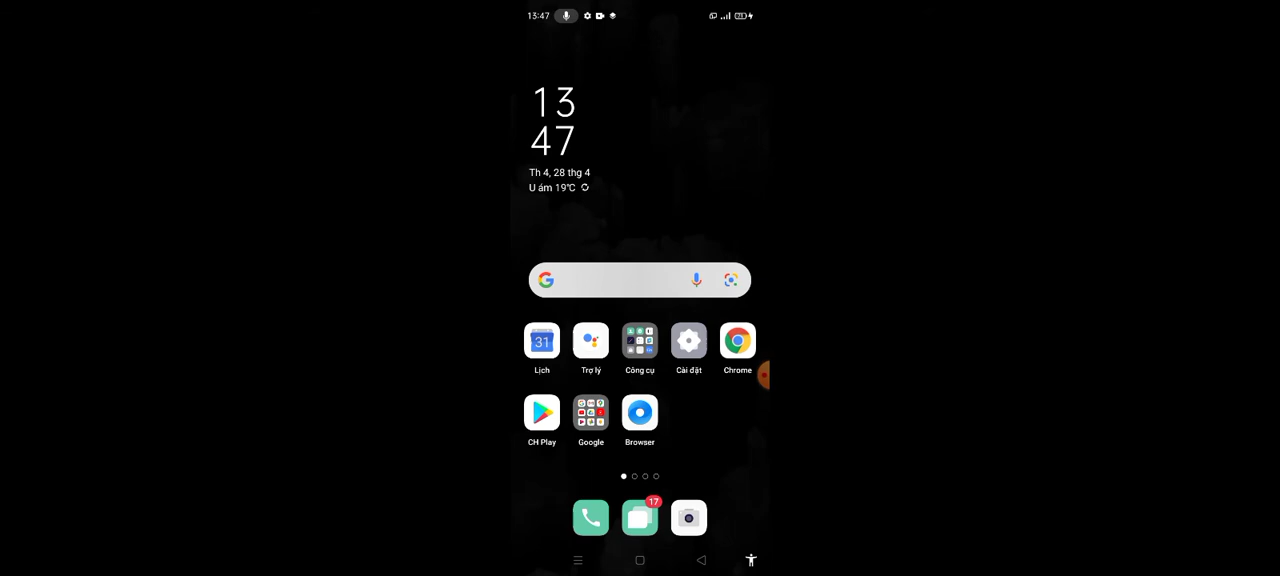 13:47
13
47
Th 4, 28 thg 4
U ám 19°C
31
Lịch
Trợ lý
Công cụ
Cài đặt
Chrome
CH Play
Google
Browser
17